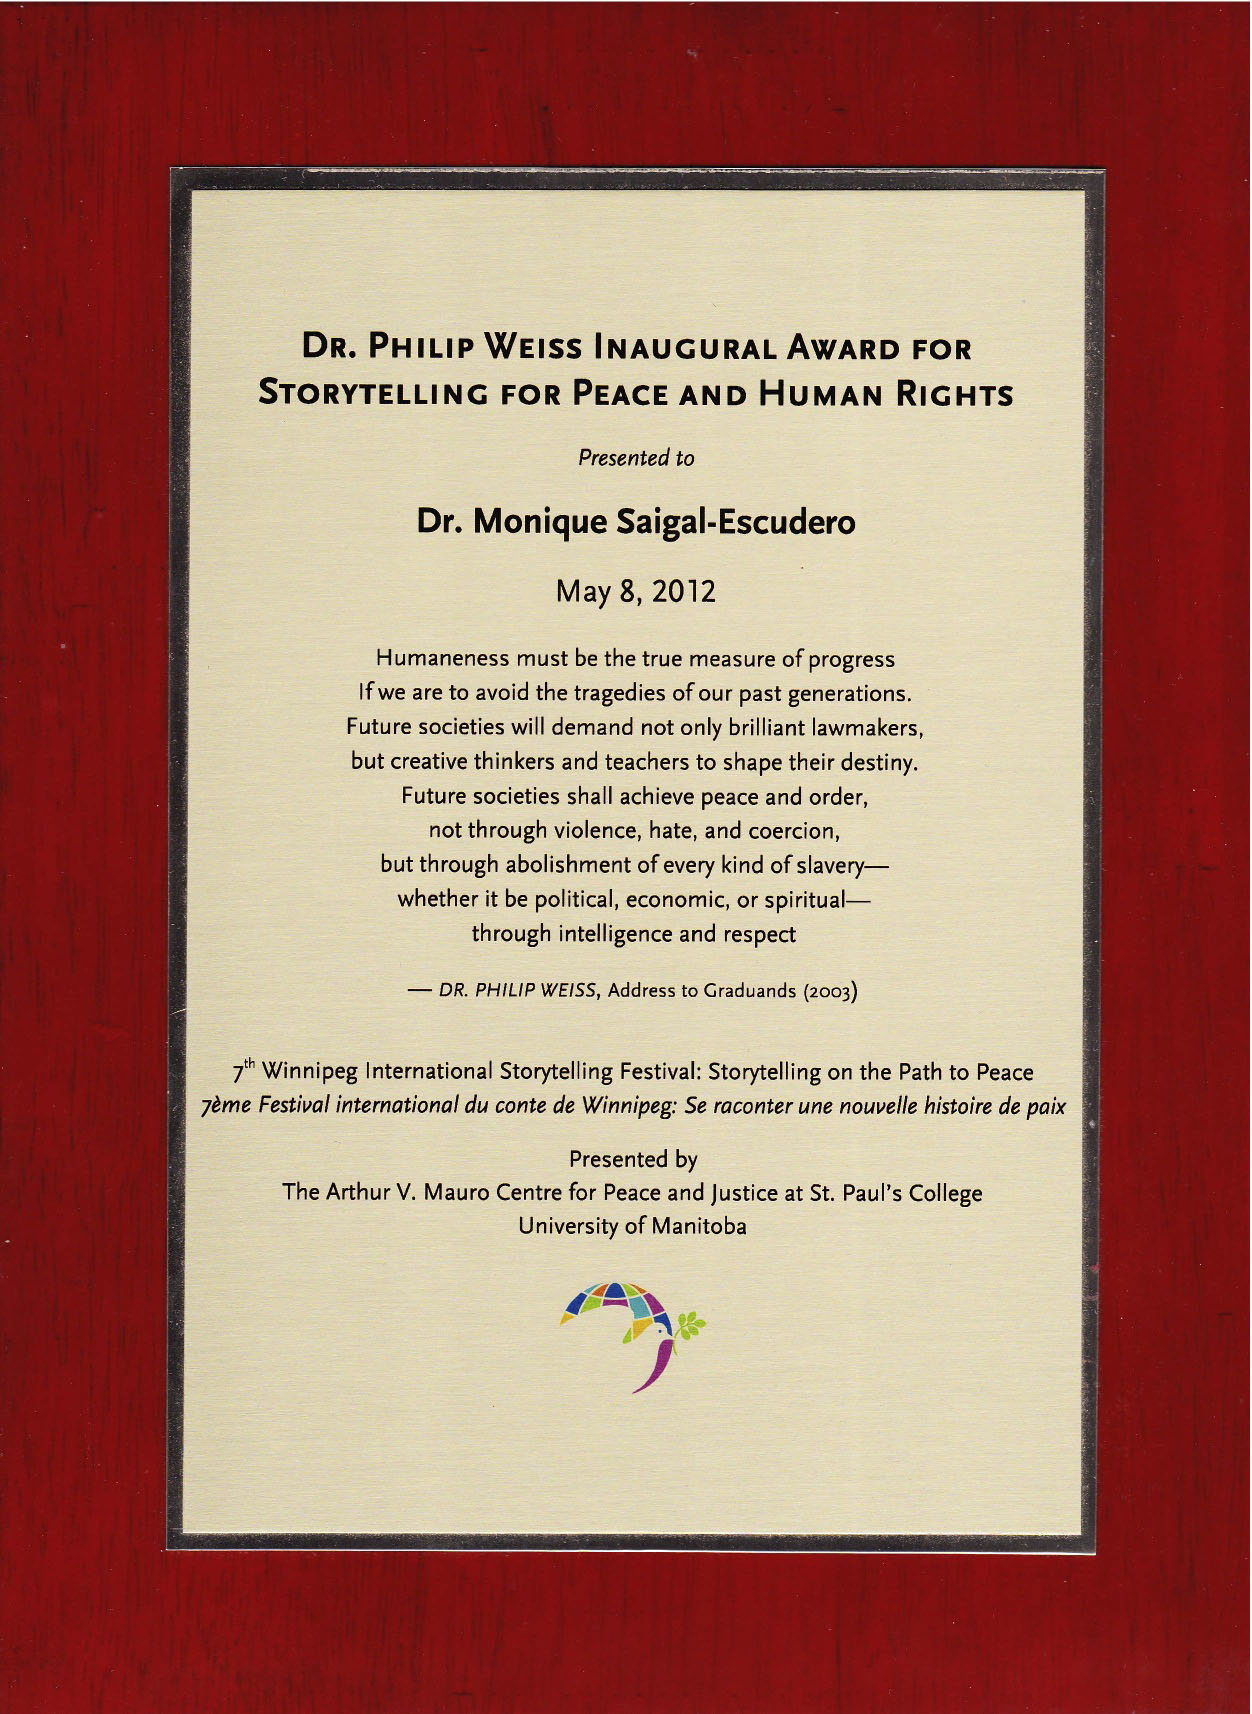 Dr. Philip Weiss Inaugural Award for
Storytelling for Peace and Human Rights
Presented to
Dr. Monique Saigal-Escudero
May 8, 2012
Humaneness must be the true measure of progress
If we are to avoid the tragedies of our past generations.
Future societies will demand not only brilliant lawmakers,
but creative thinkers and teachers to shape their destiny.
Future societies shall achieve peace and order,
not through violence, hate, and coercion,
but through abolishment of every kind of slavery—
whether it be political, economic, or spiritual—
through intelligence and respect
— DR. PHILIP WEISS, Address to Graduands (2003)
7th Winnipeg International Storytelling Festival: Storytelling on the Path to Peace
7ème Festival international du conte de Winnipeg: Se raconter une nouvelle histoire de paix
Presented by
The Arthur V. Mauro Centre for Peace and Justice at St. Paul's College
University of Manitoba